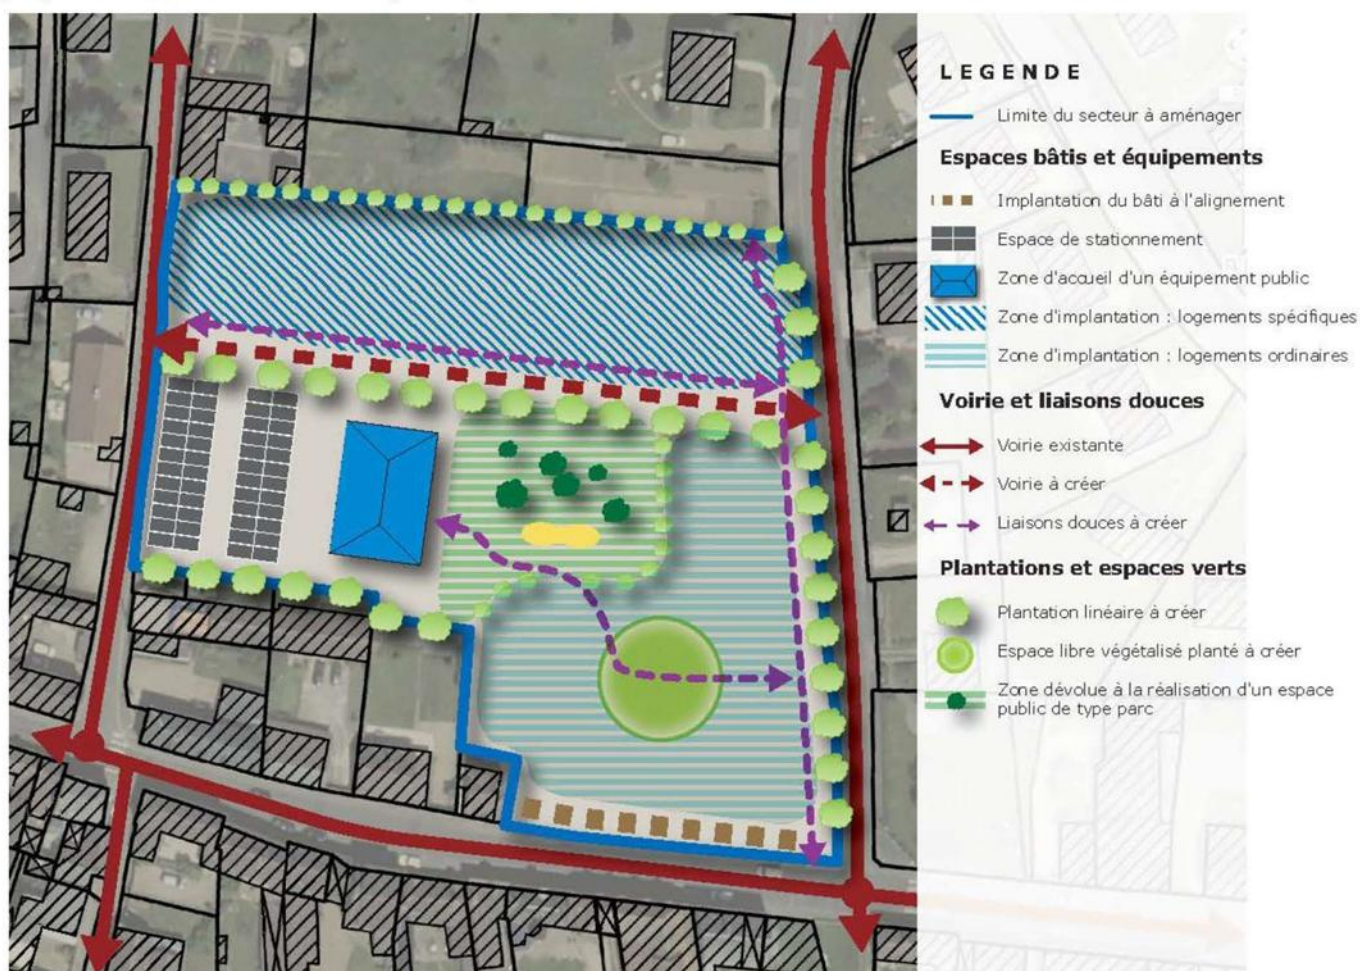 LEGENDE
Limite du secteur à aménager
Espaces bâtis et équipements
Implantation du bâti à l'alignement
Espace de stationnement
Zone d'accueil d'un équipement public
Zone d'implantation : logements spécifiques
Zone d'implantation : logements ordinaires
Voirie et liaisons douces
Voirie existante
Voirie à créer
Liaisons douces à créer
Plantations et espaces verts
Plantation linéaire à créer
Espace libre végétalisé planté à créer
Zone dévolue à la réalisation d'un espace
public de type parc